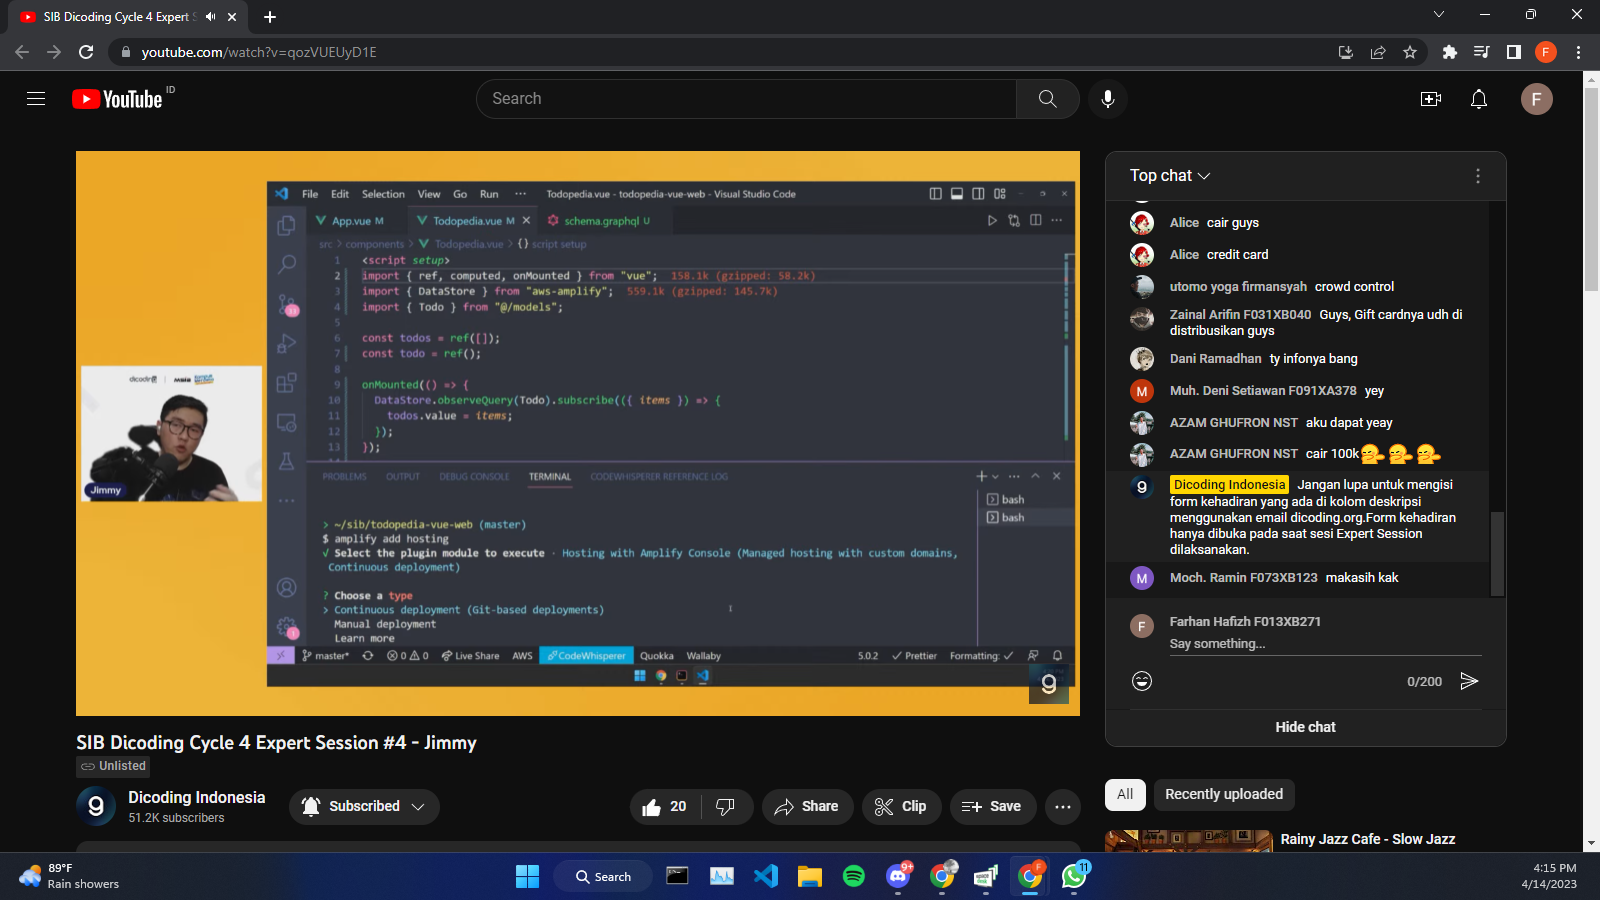 SIB Dicoding Cycle 4 Expert S
youtube.com/watch?v=qozVUEUyD1E
F
YouTube ID
Search
F
File Edit Selection View Go Run ··· Todopedia.vue - todopedia-vue-web - Visual Studio Code
App.vue M Todopedia.vue M schema.graphql U
src > components > Todopedia.vue > {} script setup
1 <script setup>
2 import { ref, computed, onMounted } from "vue"; 158.1k (gzipped: 58.2k)
3 import { DataStore } from "aws-amplify"; 559.1k (gzipped: 145.7k)
4 import { Todo } from "@/models";
5
6 const todos = ref([]);
7 const todo = ref();
8
9 onMounted(() => {
10 DataStore.observeQuery(Todo).subscribe(({ items }) => {
11 todos.value = items;
12 });
13 });
dicoding
Jimmy
PROBLEMS OUTPUT DEBUG CONSOLE TERMINAL CODEWHISPERER REFERENCE LOG
bash
bash
> ~/sib/todopedia-vue-web (master)
$ amplify add hosting
√ Select the plugin module to execute · Hosting with Amplify Console (Managed hosting with custom domains,
Continuous deployment)
? Choose a type
> Continuous deployment (Git-based deployments)
Manual deployment
Learn more
master* 0 0 Live Share AWS CodeWhisperer Quokka Wallaby 5.0.2 Prettier Formatting: ✓
Top chat
Alice cair guys
Alice credit card
utomo yoga firmansyah crowd control
Zainal Arifin F031XB040 Guys, Gift cardnya udh di
distribusikan guys
Dani Ramadhan ty infonya bang
M Muh. Deni Setiawan F091XA378 yey
AZAM GHUFRON NST aku dapat yeay
AZAM GHUFRON NST cair 100k
Dicoding Indonesia Jangan lupa untuk mengisi
form kehadiran yang ada di kolom deskripsi
menggunakan email dicoding.org.Form kehadiran
hanya dibuka pada saat sesi Expert Session
dilaksanakan.
M Moch. Ramin F073XB123 makasih kak
F Farhan Hafizh F013XB271
Say something...
0/200
Hide chat
SIB Dicoding Cycle 4 Expert Session #4 - Jimmy
Unlisted
Dicoding Indonesia
51.2K subscribers
Subscribed
20 Share Clip Save
All Recently uploaded
Rainy Jazz Cafe - Slow Jazz
89°F
Rain showers
Search
9+
F
11
4:15 PM
4/14/2023